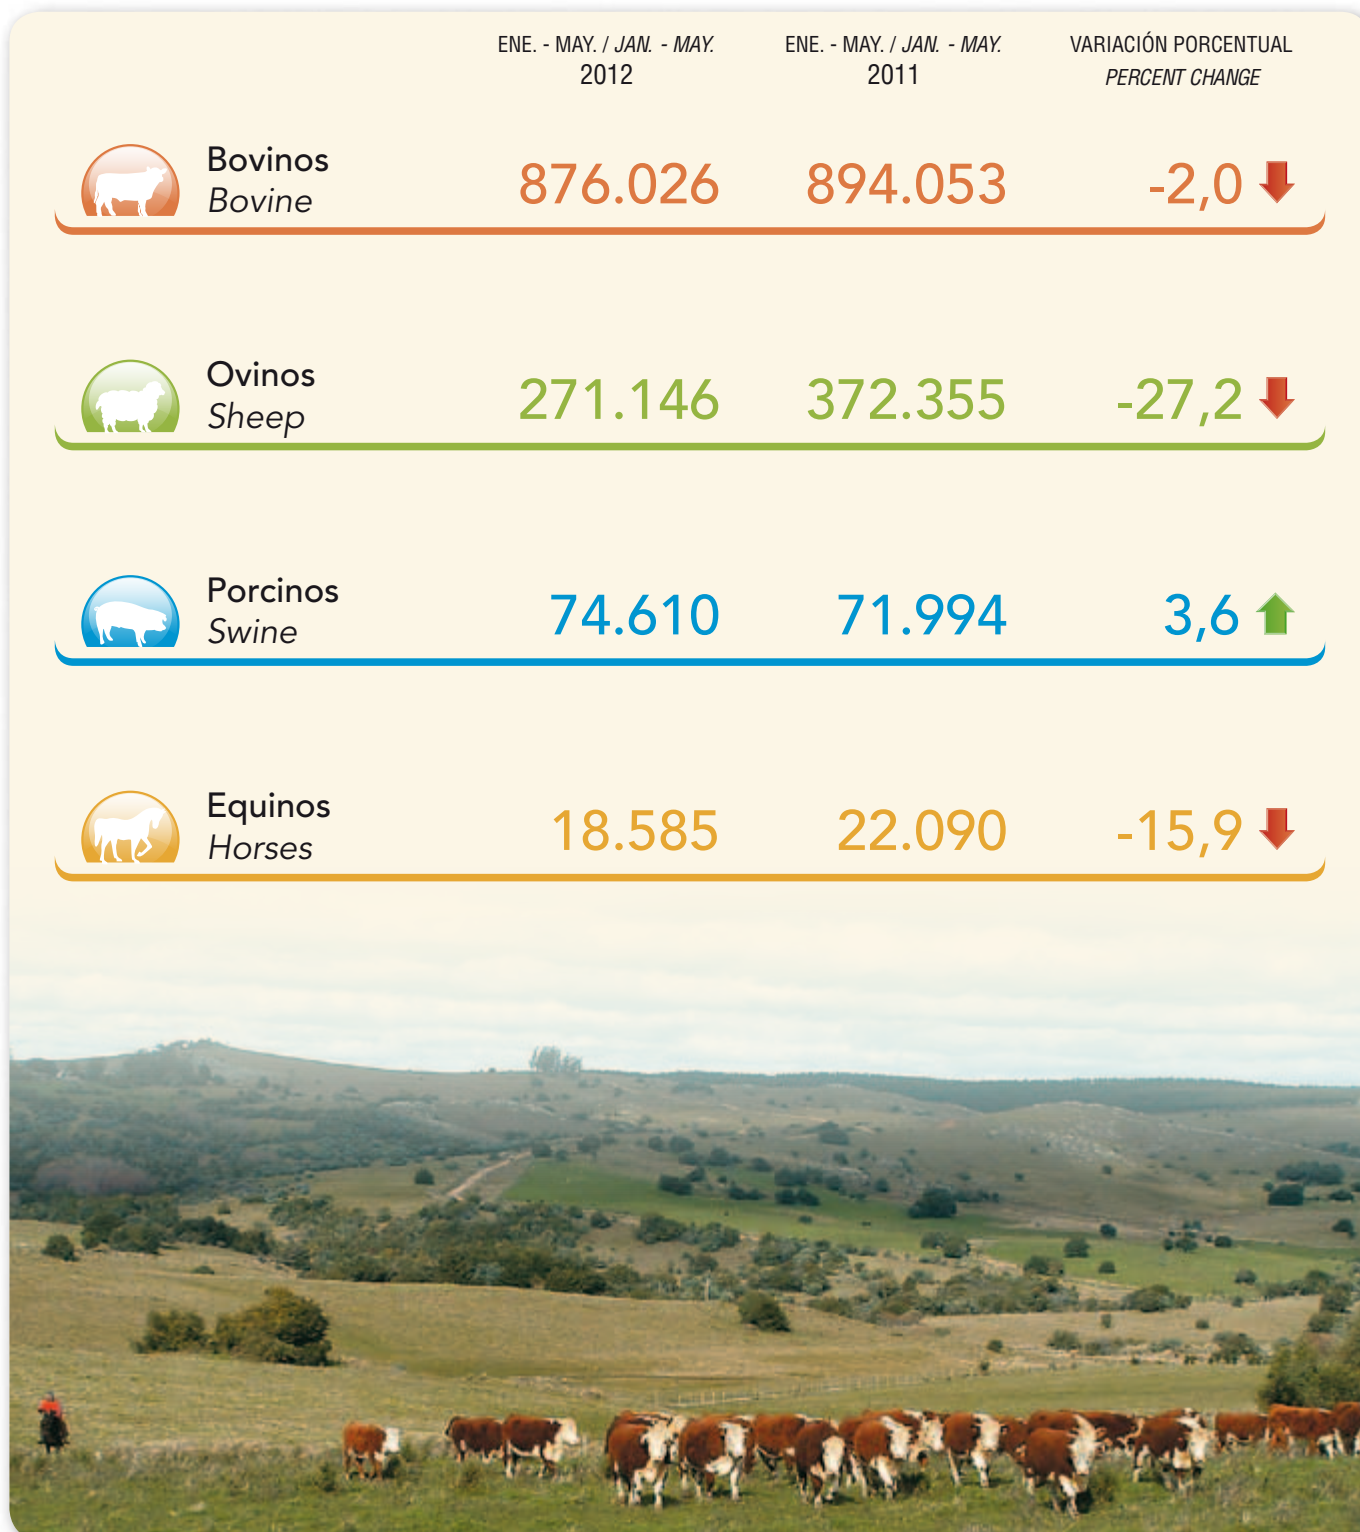 ENE. - MAY. / JAN. - MAY.
2012
ENE. - MAY. / JAN. - MAY.
2011
VARIACIÓN PORCENTUAL
PERCENT CHANGE
Bovinos
Bovine
876.026
894.053
-2,0
Ovinos
Sheep
271.146
372.355
-27,2
Porcinos
Swine
74.610
71.994
3,6
Equinos
Horses
18.585
22.090
-15,9